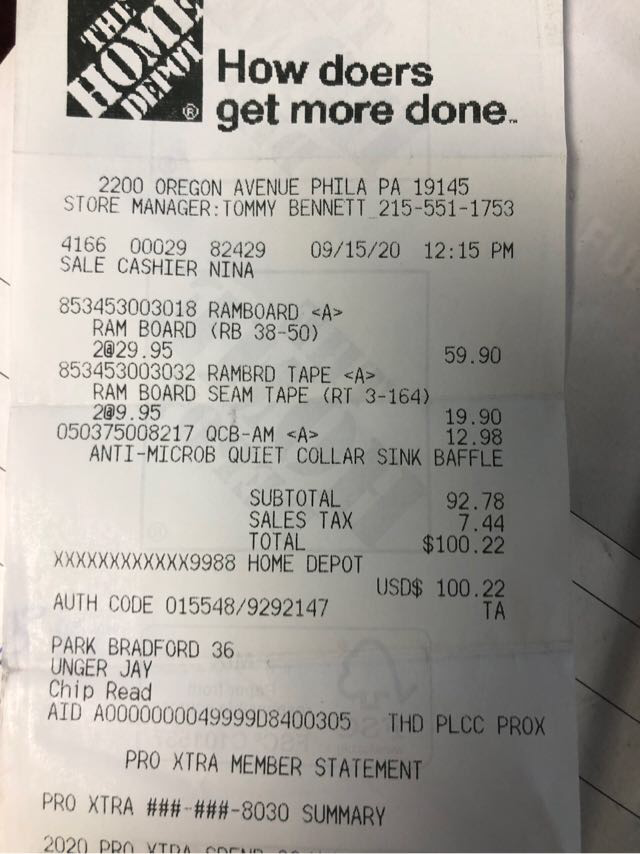 THE
HOME
DEPOT
®
How doers
get more done™
2200 OREGON AVENUE PHILA PA 19145
STORE MANAGER:TOMMY BENNETT 215-551-1753
4166 00029 82429 09/15/20 12:15 PM
SALE CASHIER NINA
853453003018 RAMBOARD <A>
RAM BOARD (RB 38-50)
2@29.95 59.90
853453003032 RAMBRD TAPE <A>
RAM BOARD SEAM TAPE (RT 3-164)
2@9.95 19.90
050375008217 QCB-AM <A> 12.98
ANTI-MICROB QUIET COLLAR SINK BAFFLE
SUBTOTAL 92.78
SALES TAX 7.44
TOTAL $100.22
XXXXXXXXXXXX9988 HOME DEPOT
USD$ 100.22
AUTH CODE 015548/9292147 TA
PARK BRADFORD 36
UNGER JAY
Chip Read
AID A0000000049999D8400305 THD PLCC PROX
PRO XTRA MEMBER STATEMENT
PRO XTRA ###-###-8030 SUMMARY
2020 PRO XTRA SPEND